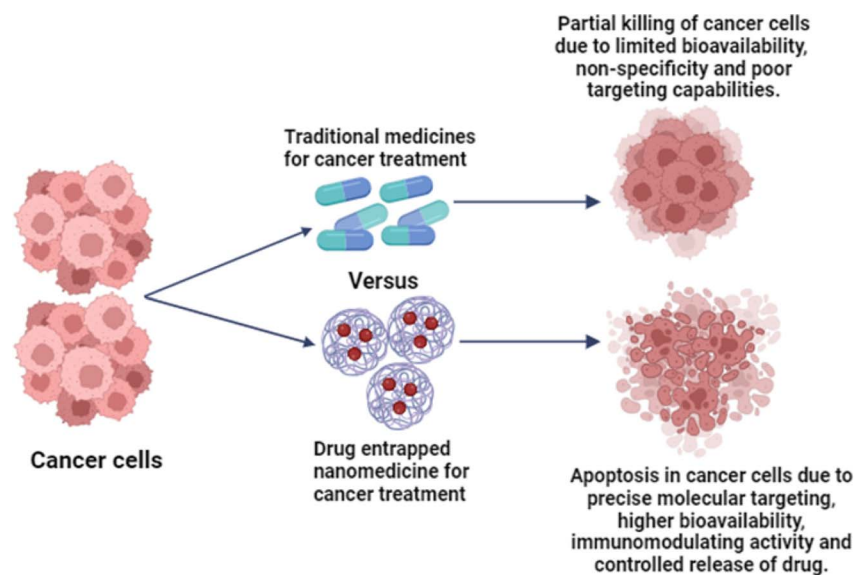 Partial killing of cancer cells
due to limited bioavailability,
non-specificity and poor
targeting capabilities.
Traditional medicines
for cancer treatment
Versus
Cancer cells
Drug entrapped
nanomedicine for
cancer treatment
Apoptosis in cancer cells due to
precise molecular targeting,
higher bioavailability,
immunomodulating activity and
controlled release of drug.